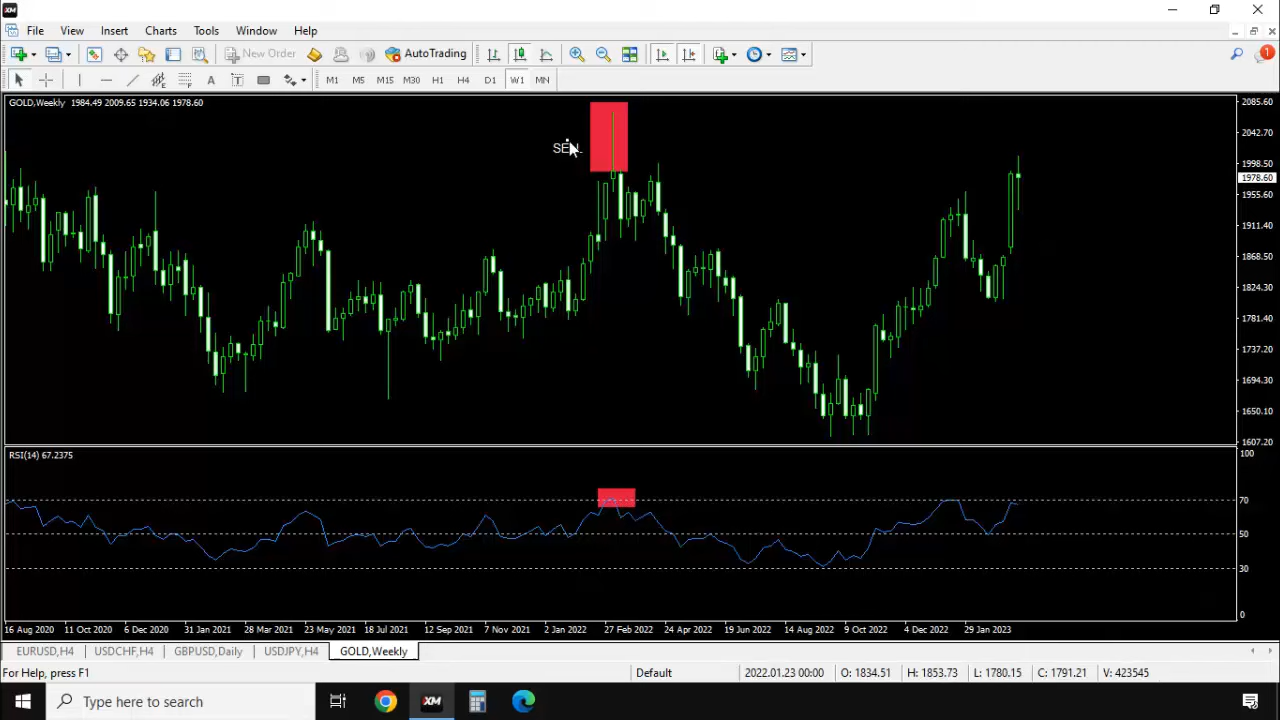 XM
File View Insert Charts Tools Window Help
New Order AutoTrading
A T M1 M5 M15 M30 H1 H4 D1 W1 MN
1
GOLD,Weekly 1984.49 2009.65 1934.06 1978.60
2085.60
2042.70
1998.50
1978.60
1955.60
1911.40
1868.50
1824.30
1781.40
1737.20
1694.30
1650.10
1607.20
RSI(14) 67.2375
100
70
50
30
0
16 Aug 2020 11 Oct 2020 6 Dec 2020 31 Jan 2021 28 Mar 2021 23 May 2021 18 Jul 2021 12 Sep 2021 7 Nov 2021 2 Jan 2022 27 Feb 2022 24 Apr 2022 19 Jun 2022 14 Aug 2022 9 Oct 2022 4 Dec 2022 29 Jan 2023
EURUSD,H4 USDCHF,H4 GBPUSD,Daily USDJPY,H4 GOLD,Weekly
For Help, press F1 Default 2022.01.23 00:00 O: 1834.51 H: 1853.73 L: 1780.15 C: 1791.21 V: 423545
Type here to search XM